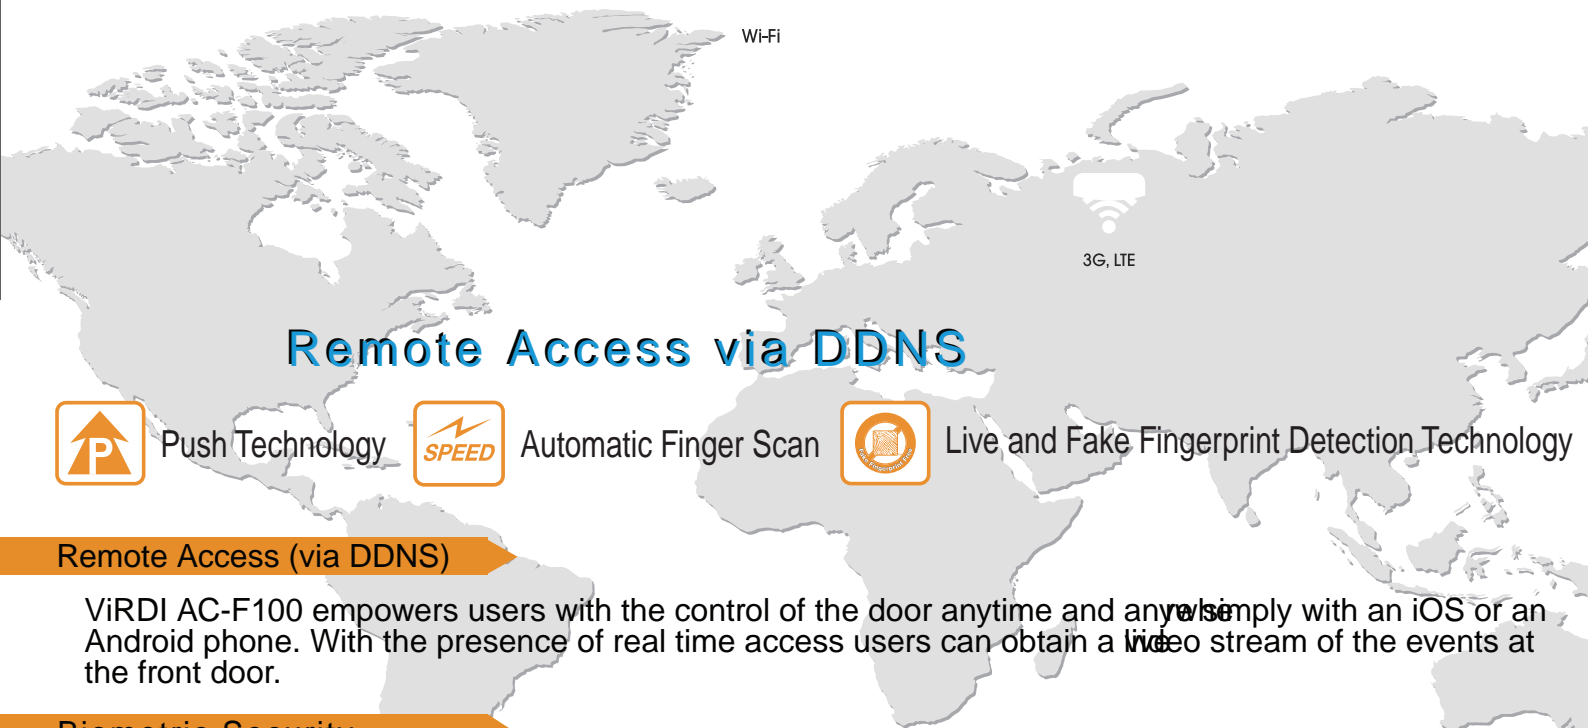 Wi-Fi
3G, LTE
Remote Access via DDNS
P
Push Technology
SPEED
Automatic Finger Scan
Live and Fake Fingerprint Detection Technology
Remote Access (via DDNS)
ViRDI AC-F100 empowers users with the control of the door anytime and anywhere simply with an iOS or an
Android phone. With the presence of real time access users can obtain a live video stream of the events at
the front door.
Biometric Security